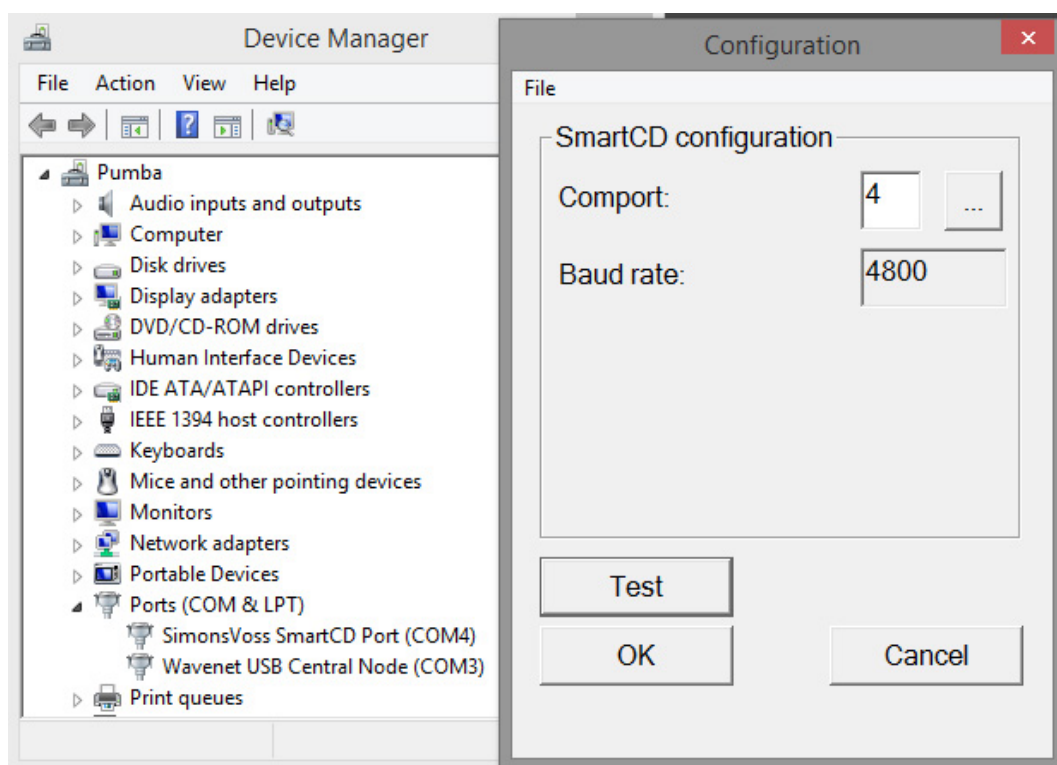 Device Manager
File Action View Help
Pumba
Audio inputs and outputs
Computer
Disk drives
Display adapters
DVD/CD-ROM drives
Human Interface Devices
IDE ATA/ATAPI controllers
IEEE 1394 host controllers
Keyboards
Mice and other pointing devices
Monitors
Network adapters
Portable Devices
Ports (COM & LPT)
SimonsVoss SmartCD Port (COM4)
Wavenet USB Central Node (COM3)
Print queues
Configuration
File
SmartCD configuration
Comport: 4 ...
Baud rate: 4800
Test
OK Cancel